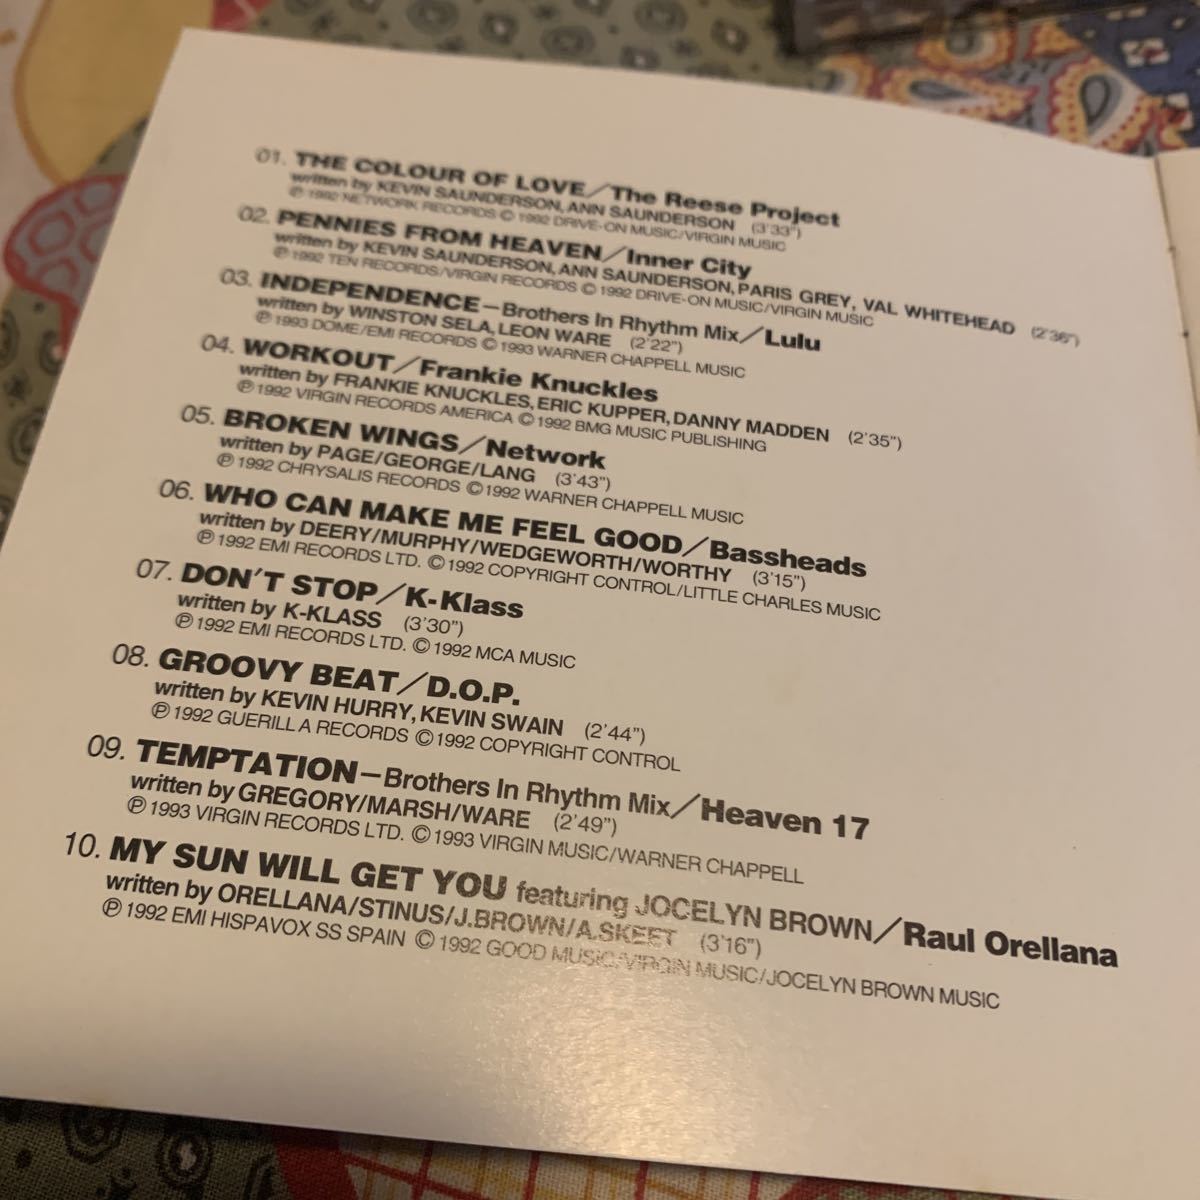 01. THE COLOUR OF LOVE／The Reese Project
written by KEVIN SAUNDERSON, ANN SAUNDERSON (3'33")
Ⓟ 1992 NETWORK RECORDS © 1992 DRIVE-ON MUSIC/VIRGIN MUSIC
02. PENNIES FROM HEAVEN／Inner City
written by KEVIN SAUNDERSON, ANN SAUNDERSON, PARIS GREY, VAL WHITEHEAD (2'36")
Ⓟ 1992 TEN RECORDS/VIRGIN RECORDS © 1992 DRIVE-ON MUSIC/VIRGIN MUSIC
03. INDEPENDENCE－Brothers In Rhythm Mix／Lulu
written by WINSTON SELA, LEON WARE (2'22")
Ⓟ 1993 DOME/EMI RECORDS © 1993 WARNER CHAPPELL MUSIC
04. WORKOUT／Frankie Knuckles
written by FRANKIE KNUCKLES, ERIC KUPPER, DANNY MADDEN (2'35")
Ⓟ 1992 VIRGIN RECORDS AMERICA © 1992 BMG MUSIC PUBLISHING
05. BROKEN WINGS／Network
written by PAGE/GEORGE/LANG (3'43")
Ⓟ 1992 CHRYSALIS RECORDS © 1992 WARNER CHAPPELL MUSIC
06. WHO CAN MAKE ME FEEL GOOD／Bassheads
written by DEERY/MURPHY/WEDGEWORTH/WORTHY (3'15")
Ⓟ 1992 EMI RECORDS LTD. © 1992 COPYRIGHT CONTROL/LITTLE CHARLES MUSIC
07. DON'T STOP／K-Klass
written by K-KLASS (3'30")
Ⓟ 1992 EMI RECORDS LTD. © 1992 MCA MUSIC
08. GROOVY BEAT／D.O.P.
written by KEVIN HURRY, KEVIN SWAIN (2'44")
Ⓟ 1992 GUERILLA RECORDS © 1992 COPYRIGHT CONTROL
09. TEMPTATION－Brothers In Rhythm Mix／Heaven 17
written by GREGORY/MARSH/WARE (2'49")
Ⓟ 1993 VIRGIN RECORDS LTD. © 1993 VIRGIN MUSIC/WARNER CHAPPELL
10. MY SUN WILL GET YOU featuring JOCELYN BROWN／Raul Orellana
written by ORELLANA/STINUS/J.BROWN/A.SKEET (3'16")
Ⓟ 1992 EMI HISPAVOX SS SPAIN © 1992 GOOD MUSIC/VIRGIN MUSIC/JOCELYN BROWN MUSIC